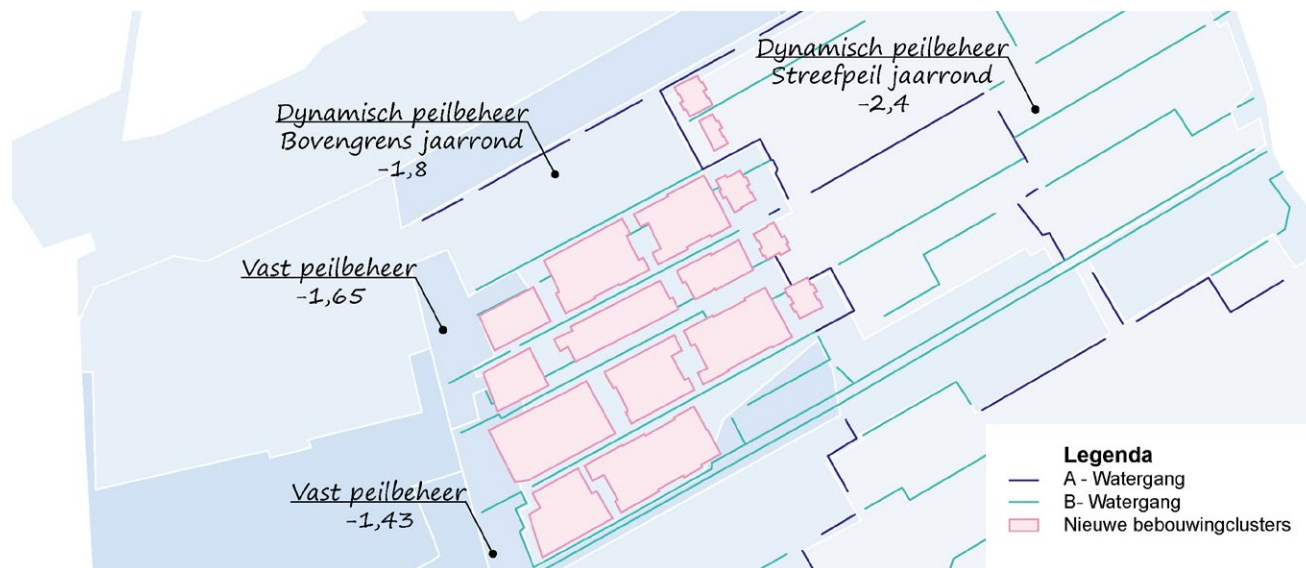 Dynamisch peilbeheer
Streefpeil jaarrond
-2,4
Dynamisch peilbeheer
Bovengrens jaarrond
-1,8
Vast peilbeheer
-1,65
Vast peilbeheer
-1,43
Legenda
A - Watergang
B- Watergang
Nieuwe bebouwingclusters